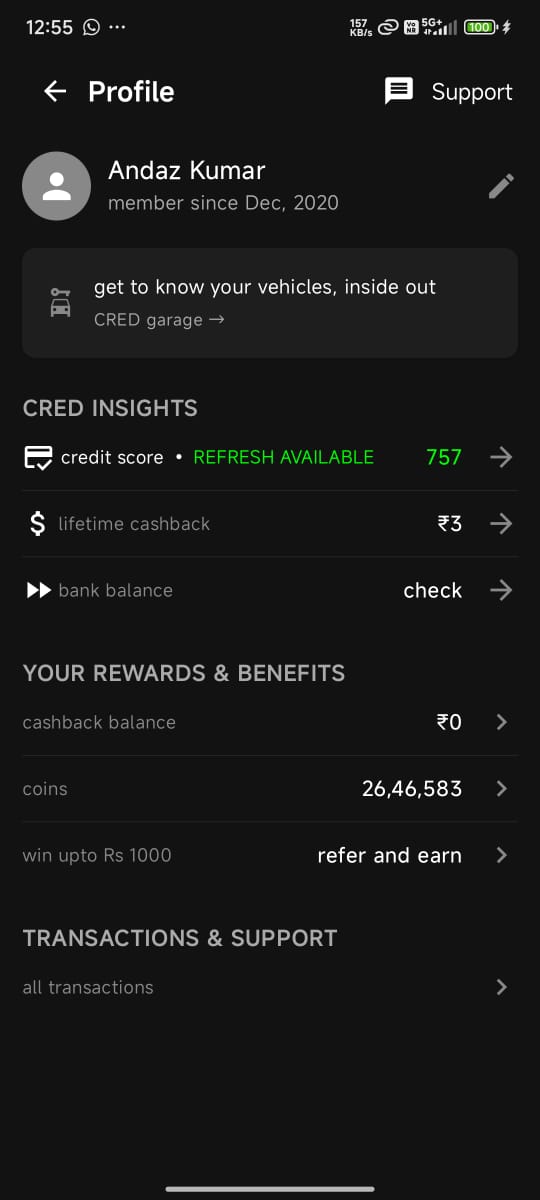 12:55 ...
157 KB/s Vo NR 5G+ 100
Profile
Support
Andaz Kumar
member since Dec, 2020
get to know your vehicles, inside out
CRED garage →
CRED INSIGHTS
credit score • REFRESH AVAILABLE 757
lifetime cashback ₹3
bank balance check
YOUR REWARDS & BENEFITS
cashback balance ₹0
coins 26,46,583
win upto Rs 1000 refer and earn
TRANSACTIONS & SUPPORT
all transactions